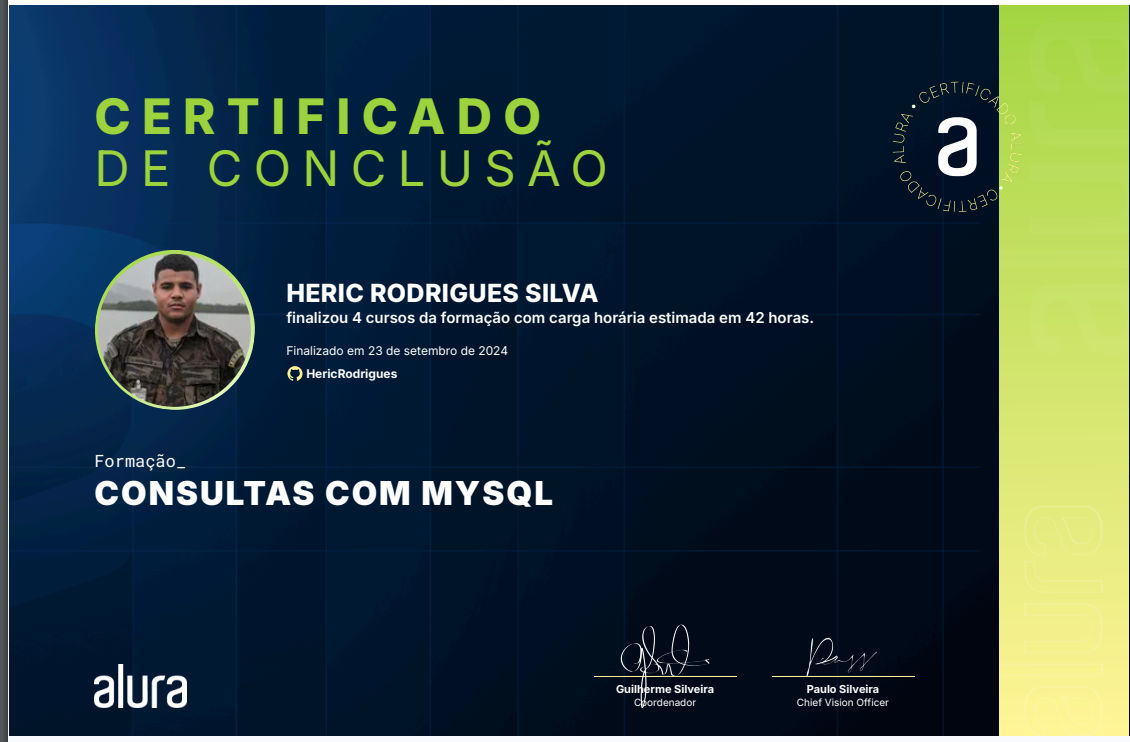 CERTIFICADO
DE CONCLUSÃO
CERTIFICADO ALURA • CERTIFICADO ALURA •
a
HERIC RODRIGUES SILVA
finalizou 4 cursos da formação com carga horária estimada em 42 horas.
Finalizado em 23 de setembro de 2024
HericRodrigues
Formação_
CONSULTAS COM MYSQL
alura
Guilherme Silveira
Coordenador
Paulo Silveira
Chief Vision Officer
alura
alura